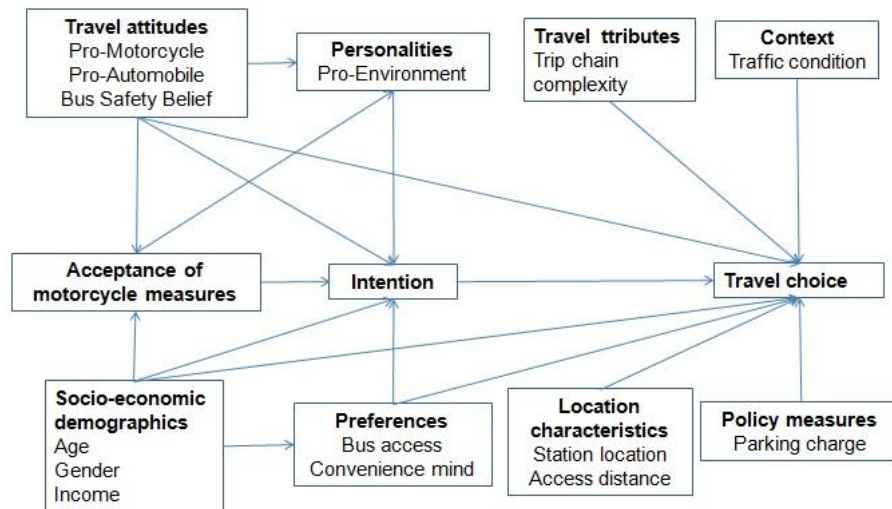 Travel attitudes
Pro-Motorcycle
Pro-Automobile
Bus Safety Belief
Personalities
Pro-Environment
Travel ttributes
Trip chain
complexity
Context
Traffic condition
Acceptance of
motorcycle measures
Intention
Travel choice
Socio-economic
demographics
Age
Gender
Income
Preferences
Bus access
Convenience mind
Location
characteristics
Station location
Access distance
Policy measures
Parking charge